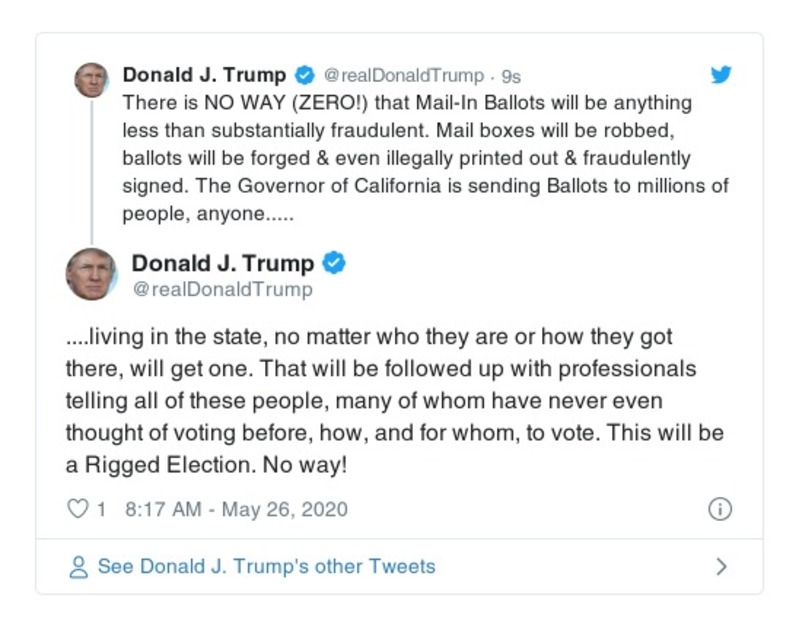 Donald J. Trump @realDonaldTrump · 9s
There is NO WAY (ZERO!) that Mail-In Ballots will be anything
less than substantially fraudulent. Mail boxes will be robbed,
ballots will be forged & even illegally printed out & fraudulently
signed. The Governor of California is sending Ballots to millions of
people, anyone.....
Donald J. Trump
@realDonaldTrump
....living in the state, no matter who they are or how they got
there, will get one. That will be followed up with professionals
telling all of these people, many of whom have never even
thought of voting before, how, and for whom, to vote. This will be
a Rigged Election. No way!
1 8:17 AM - May 26, 2020
See Donald J. Trump's other Tweets